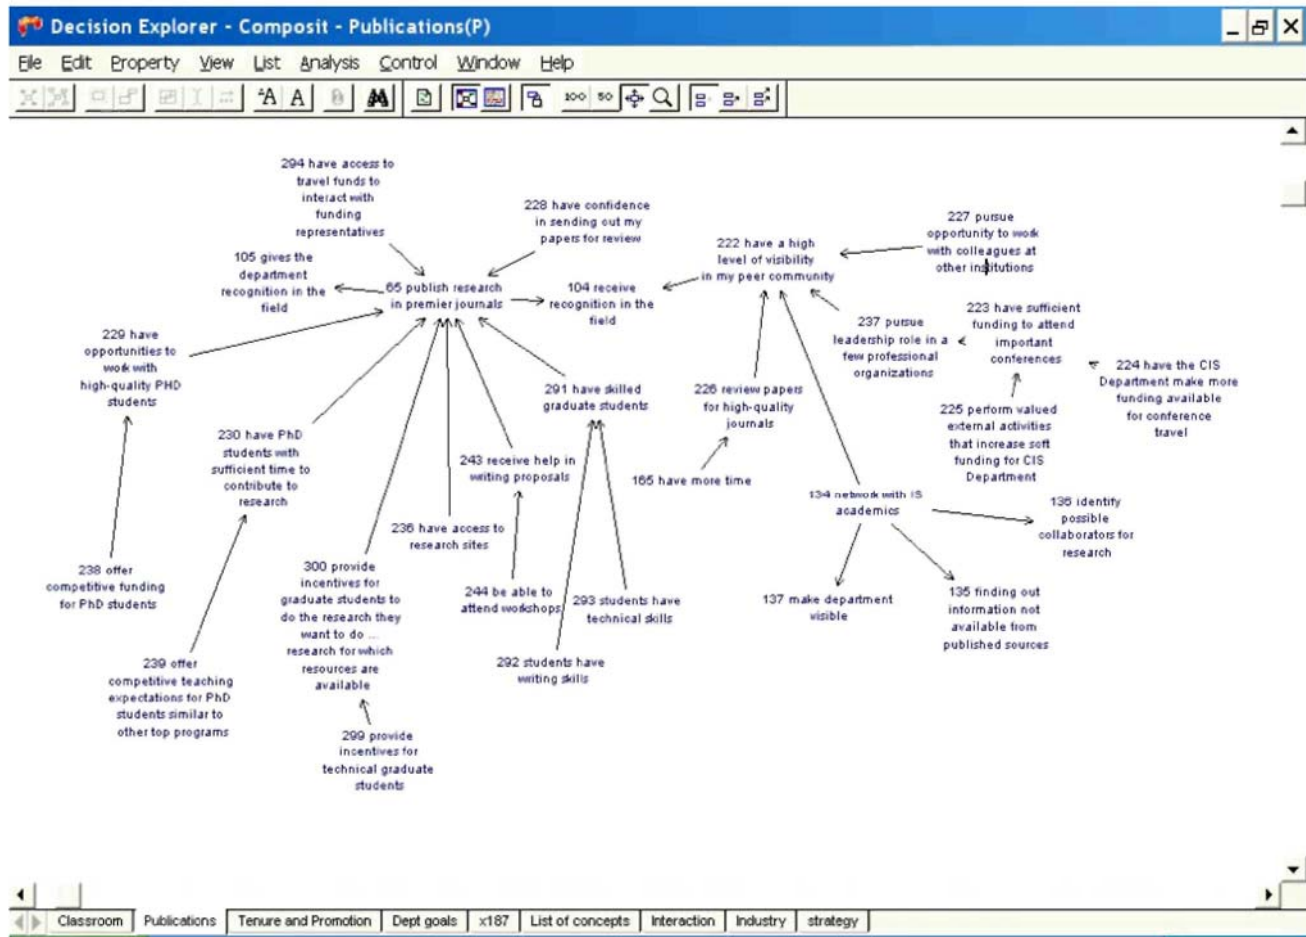 Decision Explorer - Composit - Publications(P)
File Edit Property View List Analysis Control Window Help
A A 100 50
294 have access to
travel funds to
interact with
funding
representatives
228 have confidence
in sending out my
papers for review
227 pursue
opportunity to work
with colleagues at
other institutions
222 have a high
level of visibility
in my peer community
105 gives the
department
recognition in the
field
65 publish research
in premier journals
104 receive
recognition in the
field
237 pursue
leadership role in a
few professional
organizations
223 have sufficient
funding to attend
important
conferences
229 have
opportunities to
work with
high-quality PHD
students
224 have the CIS
Department make more
funding available
for conference
travel
291 have skilled
graduate students
226 review papers
for high-quality
journals
225 perform valued
external activities
that increase soft
funding for CIS
Department
230 have PhD
students with
sufficient time to
contribute to
research
243 receive help in
writing proposals
165 have more time
134 network with IS
academics
136 identify
possible
collaborators for
research
236 have access to
research sites
238 offer
competitive funding
for PhD students
300 provide
incentives for
graduate students to
do the research they
want to do ...
research for which
resources are
available
244 be able to
attend workshops
293 students have
technical skills
137 make department
visible
135 finding out
information not
available from
published sources
239 offer
competitive teaching
expectations for PhD
students similar to
other top programs
292 students have
writing skills
299 provide
incentives for
technical graduate
students
Classroom Publications Tenure and Promotion Dept goals x187 List of concepts Interaction Industry strategy